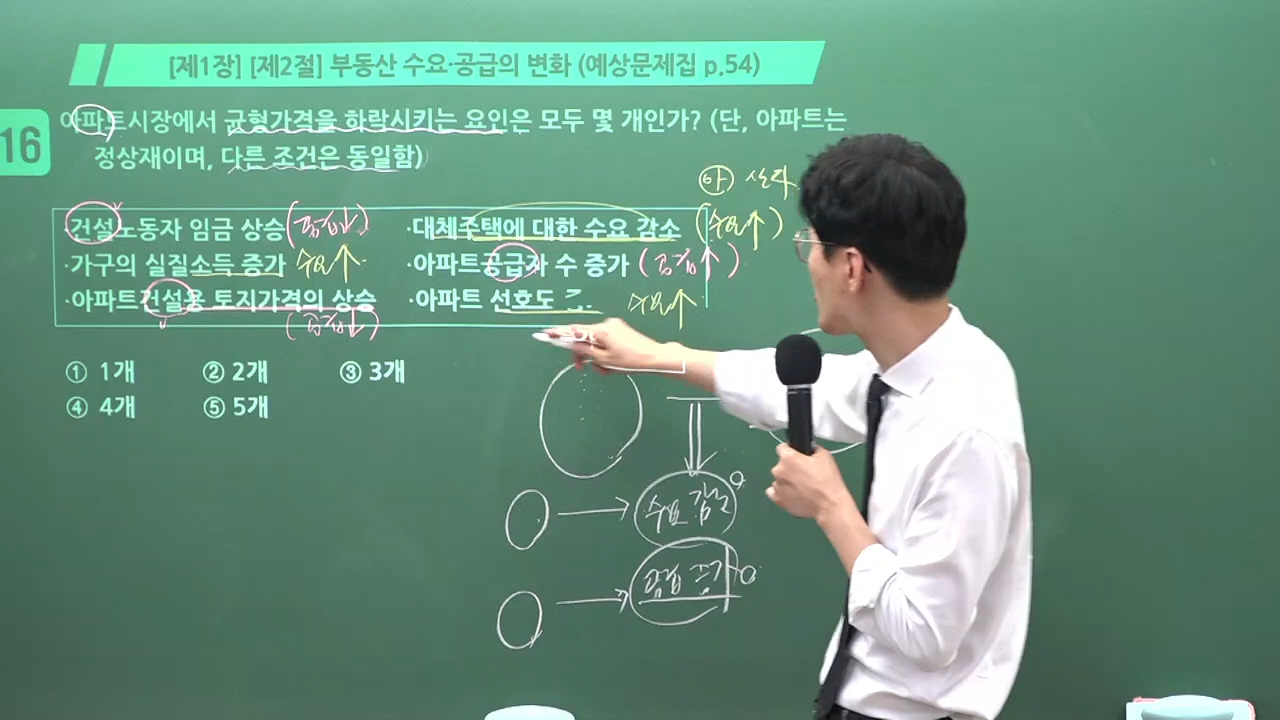 [제1장] [제2절] 부동산 수요·공급의 변화 (예상문제집 p.54)
16 아파트시장에서 균형가격을 하락시키는 요인은 모두 몇 개인가? (단, 아파트는
정상재이며, 다른 조건은 동일함)
아 상승
·건설노동자 임금 상승 (공급↓) ·대체주택에 대한 수요 감소 (수요↑)
·가구의 실질소득 증가 수요↑ ·아파트공급자 수 증가 (공급↑)
·아파트건설용 토지가격의 상승 ·아파트 선호도 수요↑
(공급↓)
① 1개 ② 2개 ③ 3개
④ 4개 ⑤ 5개
수요 감소
공급 증가